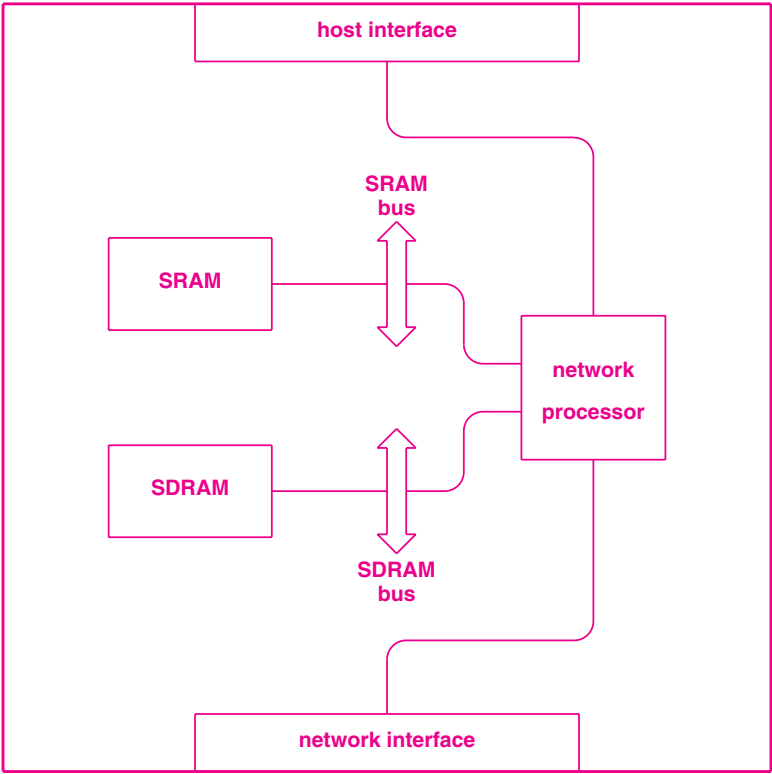 host interface
SRAM
bus
SRAM
network
processor
SDRAM
SDRAM
bus
network interface